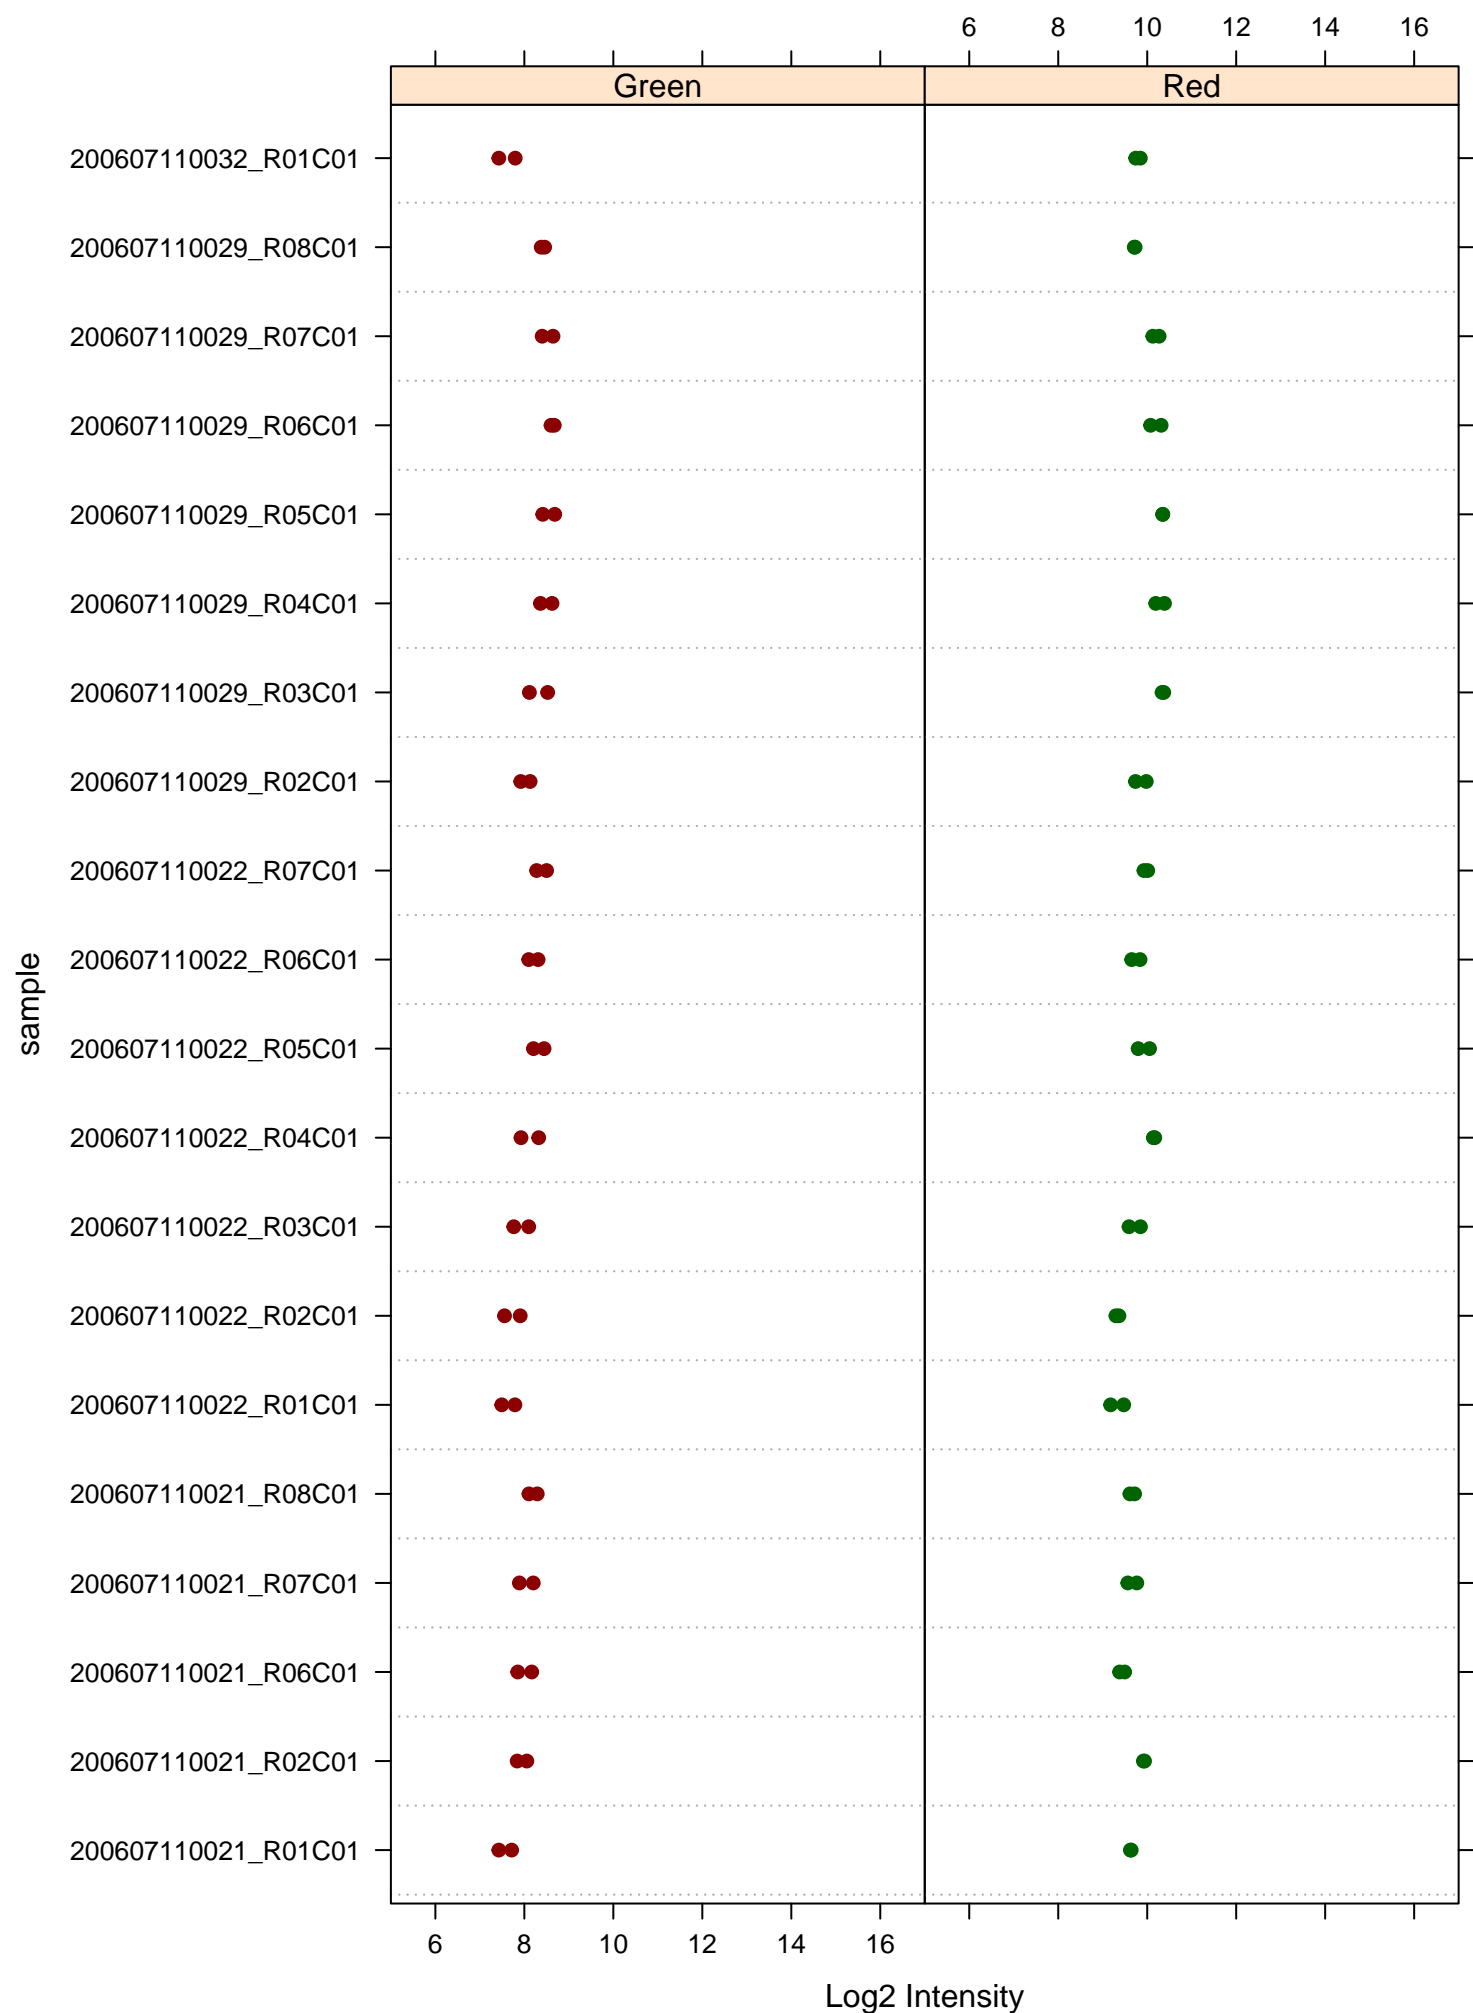 6 8 10 12 14 16
Green Red
200607110032_R01C01
200607110029_R08C01
200607110029_R07C01
200607110029_R06C01
200607110029_R05C01
200607110029_R04C01
200607110029_R03C01
200607110029_R02C01
200607110022_R07C01
200607110022_R06C01
sample
200607110022_R05C01
200607110022_R04C01
200607110022_R03C01
200607110022_R02C01
200607110022_R01C01
200607110021_R08C01
200607110021_R07C01
200607110021_R06C01
200607110021_R02C01
200607110021_R01C01
6 8 10 12 14 16
Log2 Intensity